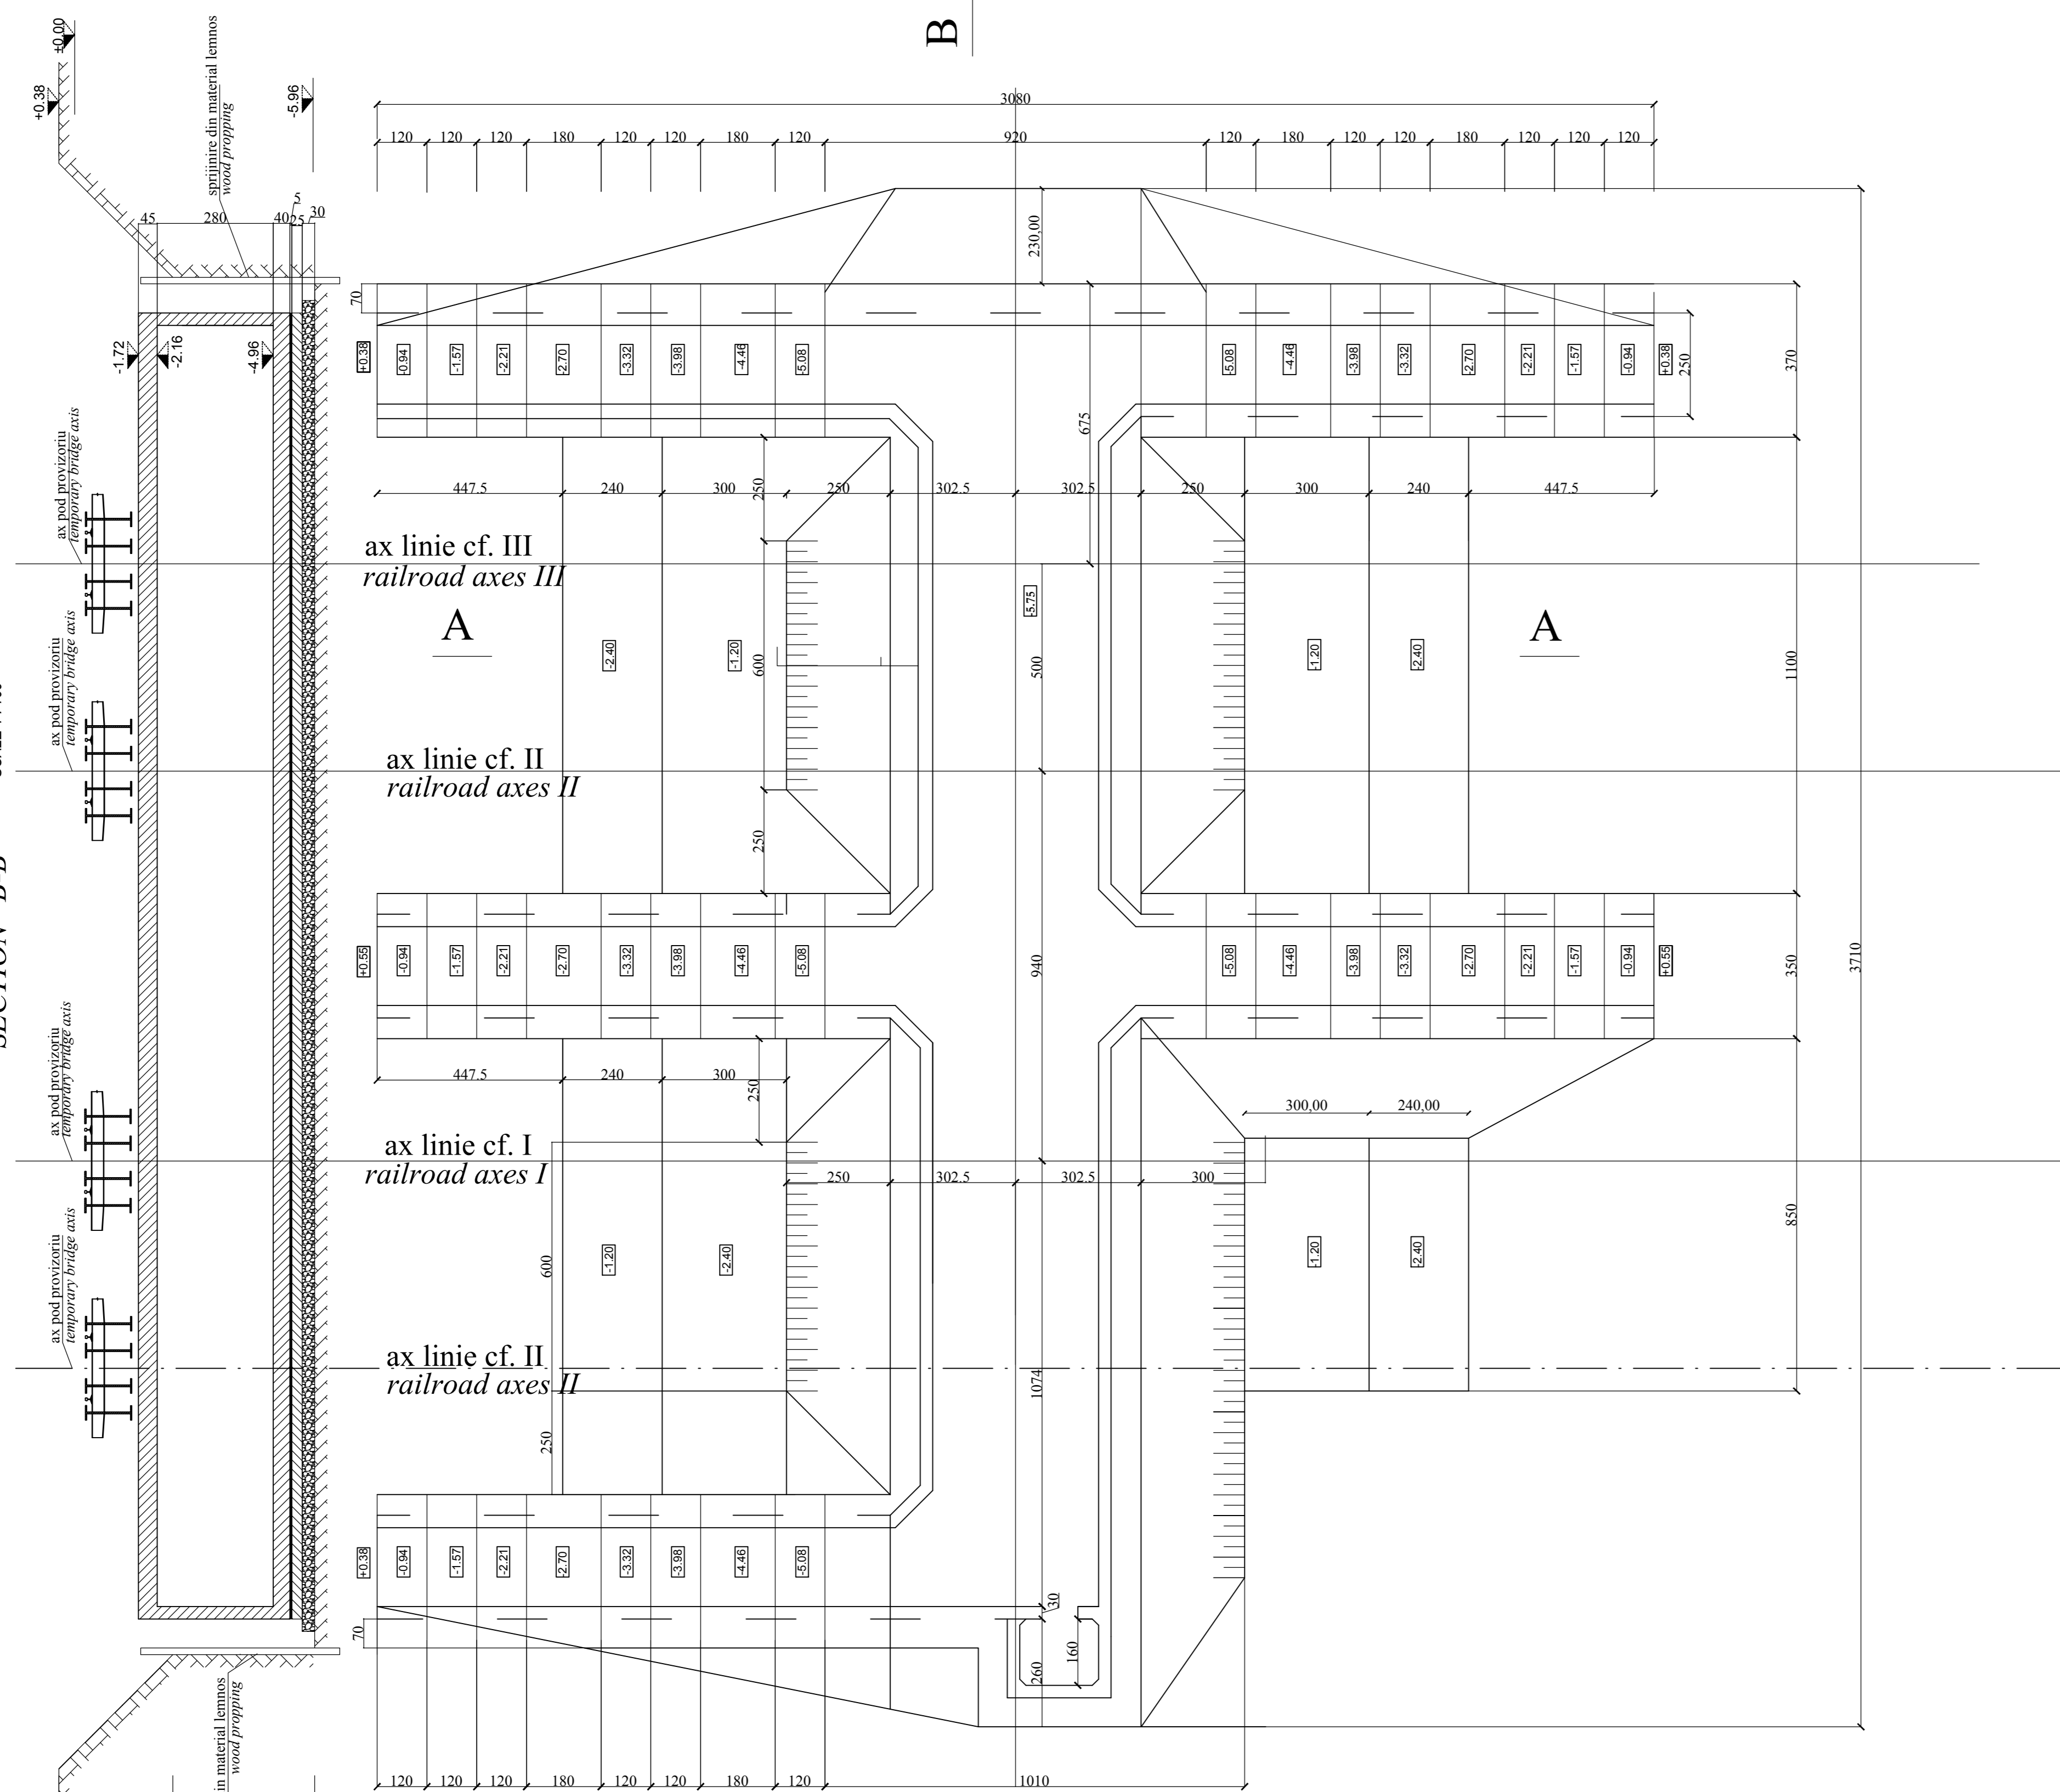 B
±0.00
+0.38
-5.96
sprijinire din material lemnos
wood propping
3080
120 120 120 180 120 120 180 120 920 120 180 120 120 180 120 120 120
45 280 40 5 25 30
230,00
70
-1.72
-2.16
-4.96
+0.38 -0.94 -1.57 -2.21 -2.70 -3.32 -3.98 -4.46 -5.08
-5.08 -4.46 -3.98 -3.32 -2.70 -2.21 -1.57 -0.94 +0.38
250
370
675
447.5 240 300 250 250 302.5 302.5 250 300 240 447.5
ax pod provizoriu
temporary bridge axis
ax linie cf. III
railroad axes III
-5.75
A
A
-2.40 -1.20 600 500 -1.20 -2.40 1100
ax pod provizoriu
temporary bridge axis
ax linie cf. II
railroad axes II
250
SECTION B-B
+0.55 -0.94 -1.57 -2.21 -2.70 -3.32 -3.98 -4.46 -5.08
940
-5.08 -4.46 -3.98 -3.32 -2.70 -2.21 -1.57 -0.94 +0.55
350
3710
ax pod provizoriu
temporary bridge axis
447.5 240 300
250
300,00 240,00
ax linie cf. I
railroad axes I
250 302.5 302.5 300
850
600 -1.20 -2.40 -1.20 -2.40
ax pod provizoriu
temporary bridge axis
ax linie cf. II
railroad axes II
1074
250
+0.38 -0.94 -1.57 -2.21 -2.70 -3.32 -3.98 -4.46 -5.08
30
70
160
260
in material lemnos
wood propping
120 120 120 180 120 120 180 120 1010